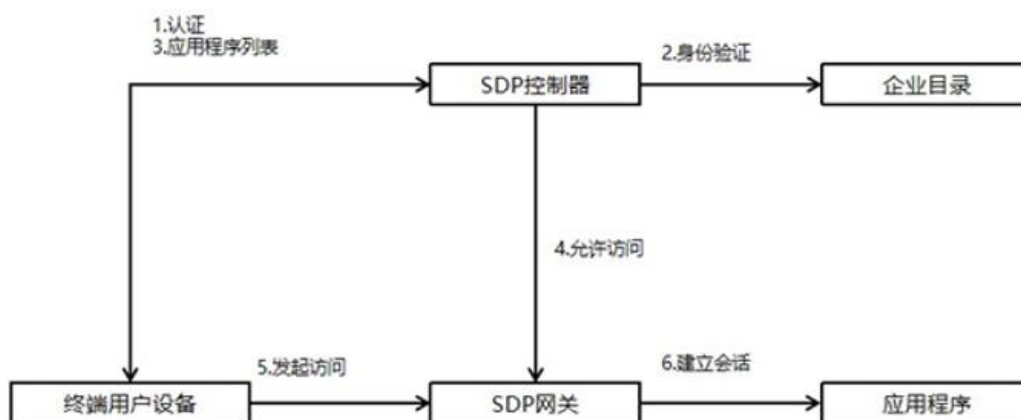 1.认证
3.应用程序列表
2.身份验证
SDP控制器
企业目录
4.允许访问
5.发起访问
6.建立会话
终端用户设备
SDP网关
应用程序